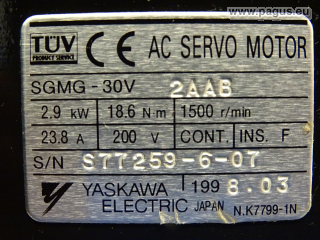 © www.pagus.eu
TÜV
PRODUCT SERVICE
CE AC SERVO MOTOR
SGMG - 30V 2AAB
2.9 kW 18.6 N m 1500 r/min
23.8 A 200 V CONT. INS. F
S/N S77259-6-07
YASKAWA 199 8.03
ELECTRIC JAPAN N.K7799-1N